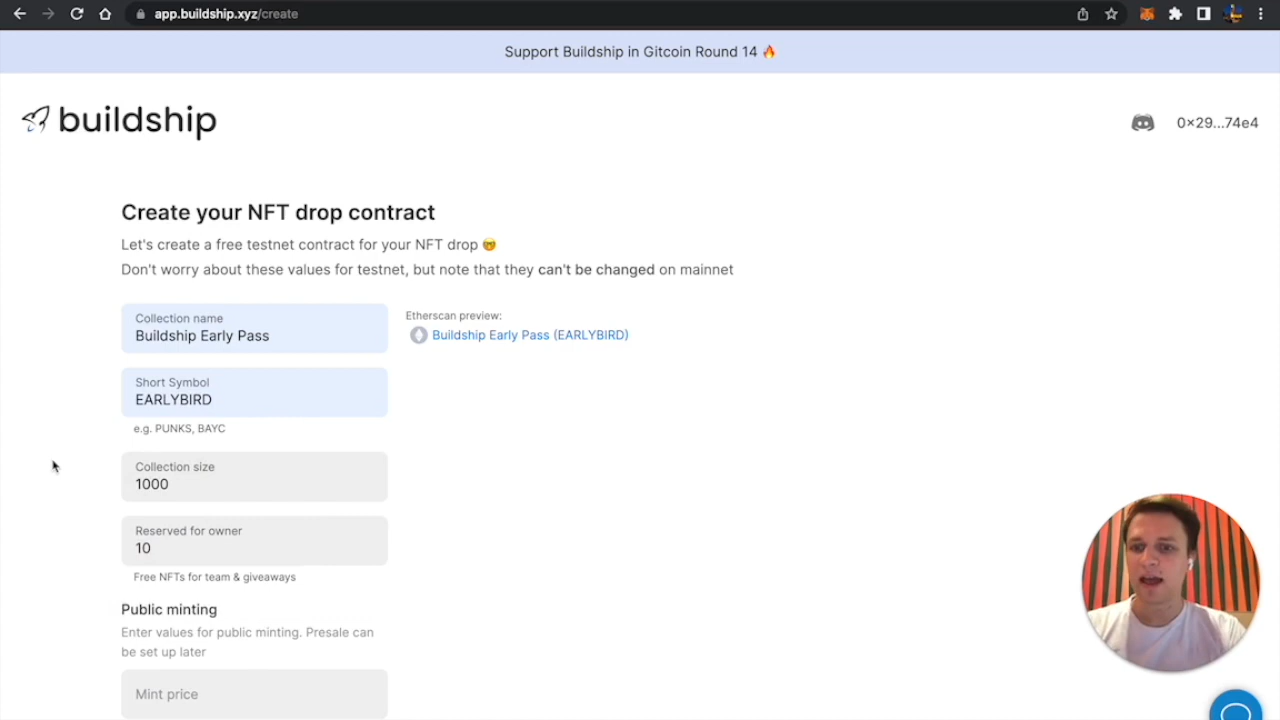 app.buildship.xyz/create
Support Buildship in Gitcoin Round 14 🔥
buildship
0×29...74e4
Create your NFT drop contract
Let's create a free testnet contract for your NFT drop 🤓
Don't worry about these values for testnet, but note that they can't be changed on mainnet
Collection name
Buildship Early Pass
Etherscan preview:
Buildship Early Pass (EARLYBIRD)
Short Symbol
EARLYBIRD
e.g. PUNKS, BAYC
Collection size
1000
Reserved for owner
10
Free NFTs for team & giveaways
Public minting
Enter values for public minting. Presale can
be set up later
Mint price